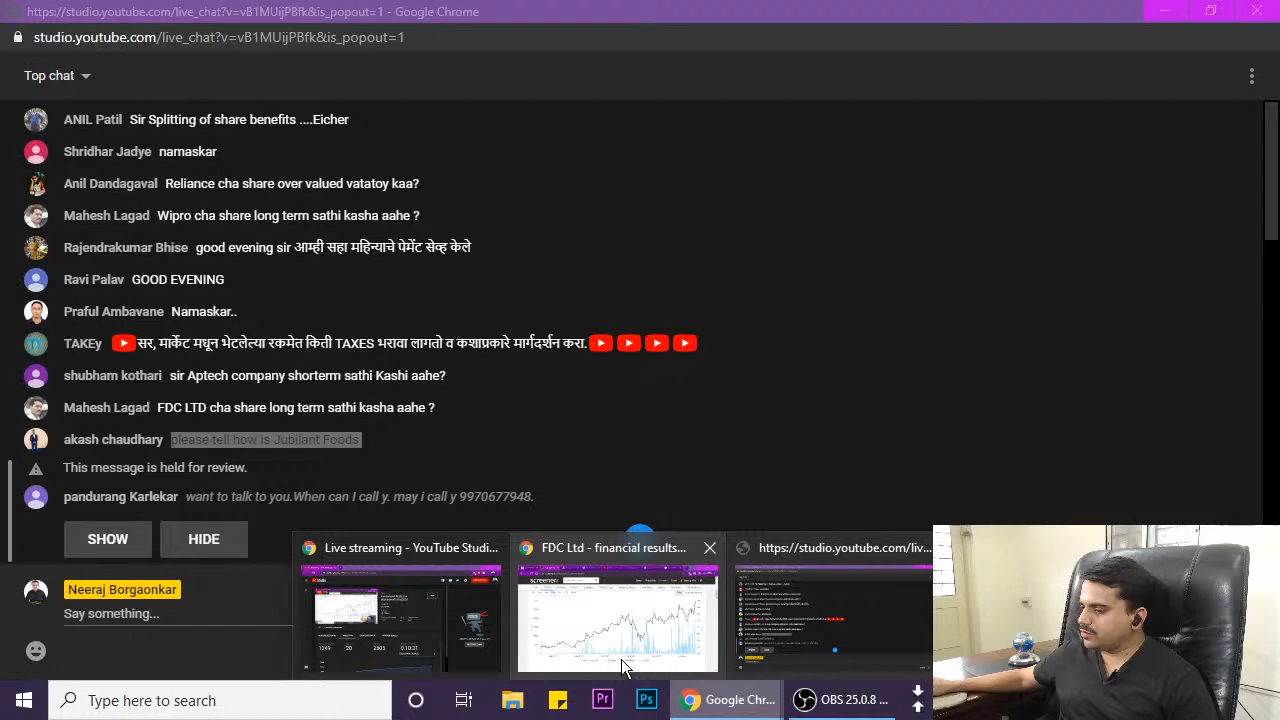 https://studio.youtube.com/live_chat?v=vB1MUijPBfk&is_popout=1 - Google Chrome
studio.youtube.com/live_chat?v=vB1MUijPBfk&is_popout=1
Top chat
ANIL Patil Sir Splitting of share benefits ....Eicher
Shridhar Jadye namaskar
Anil Dandagaval Reliance cha share over valued vatatoy kaa?
Mahesh Lagad Wipro cha share long term sathi kasha aahe ?
Rajendrakumar Bhise good evening sir आम्ही सहा महिन्याचे पेमेंट सेव्ह केले
Ravi Palav GOOD EVENING
Praful Ambavane Namaskar..
TAKEy सर, मार्केट मधून भेटलेत्या रकमेत किती TAXES भरावा लागतो व कशाप्रकारे मार्गदर्शन करा.
shubham kothari sir Aptech company shorterm sathi Kashi aahe?
Mahesh Lagad FDC LTD cha share long term sathi kasha aahe ?
akash chaudhary please tell how is Jubilant Foods
This message is held for review.
pandurang Karlekar want to talk to you.When can I call y. may i call y 9970677948.
SHOW HIDE
Live streaming - YouTube Studi... FDC Ltd - financial results... https://studio.youtube.com/liv...
Neeraj Borgaonkar
omething...
Type here to search Pr Ps Google Chr... OBS 25.0.8 ...